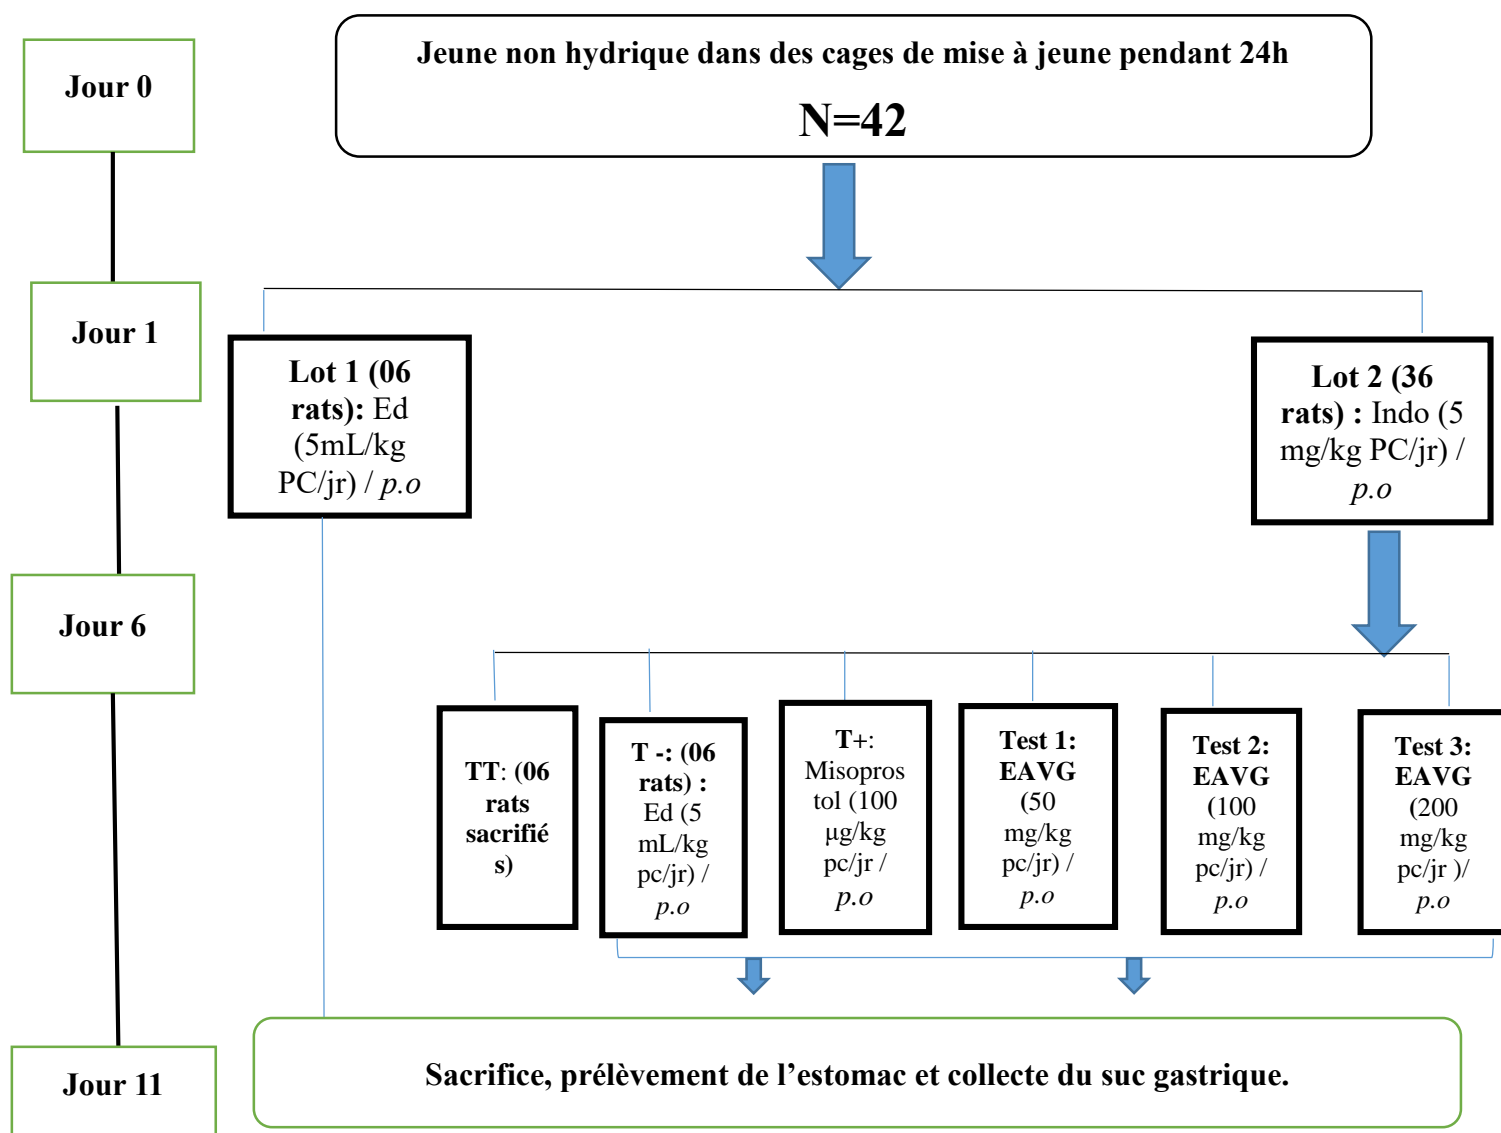 Jour 0
Jeune non hydrique dans des cages de mise à jeune pendant 24h
N=42
Jour 1
Lot 1 (06
rats): Ed
(5mL/kg
PC/jr) / p.o
Lot 2 (36
rats) : Indo (5
mg/kg PC/jr) /
p.o
Jour 6
TT: (06
rats
sacrifié
s)
T -: (06
rats) :
Ed (5
mL/kg
pc/jr) /
p.o
T+:
Misopros
tol (100
µg/kg
pc/jr /
p.o
Test 1:
EAVG
(50
mg/kg
pc/jr) /
p.o
Test 2:
EAVG
(100
mg/kg
pc/jr) /
p.o
Test 3:
EAVG
(200
mg/kg
pc/jr )/
p.o
Jour 11
Sacrifice, prélèvement de l’estomac et collecte du suc gastrique.